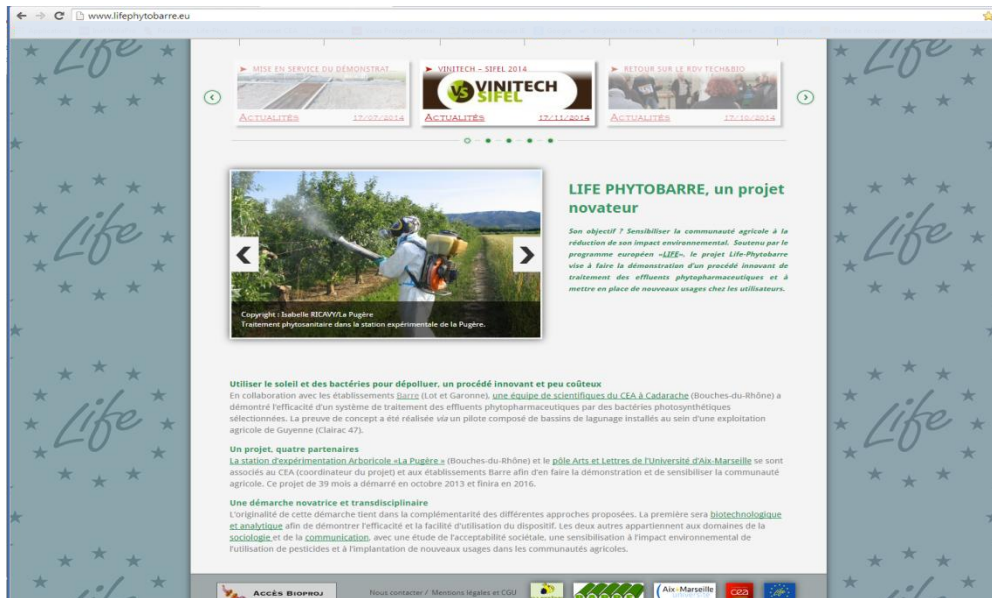 www.lifephytobarre.eu
MISE EN SERVICE DU DÉMONSTRAT...
ACTUALITÉS 17/07/2014
VINITECH – SIFEL 2014
VS VINITECH
SIFEL
ACTUALITÉS 17/11/2014
RETOUR SUR LE RDV TECH&BIO
ACTUALITÉS 17/10/2014
Life
Life
Copyright : Isabelle RICAVY/La Pugère
Traitement phytosanitaire dans la station expérimentale de la Pugère.
LIFE PHYTOBARRE, un projet
novateur
Son objectif ? Sensibiliser la communauté agricole à la
réduction de son impact environnemental. Soutenu par le
programme européen «LIFE», le projet Life-Phytobarre
vise à faire la démonstration d'un procédé innovant de
traitement des effluents phytopharmaceutiques et à
mettre en place de nouveaux usages chez les utilisateurs.
Life
Life
Utiliser le soleil et des bactéries pour dépolluer, un procédé innovant et peu coûteux
En collaboration avec les établissements Barre (Lot et Garonne), une équipe de scientifiques du CEA à Cadarache (Bouches-du-Rhône) a
démontré l'efficacité d'un système de traitement des effluents phytopharmaceutiques par des bactéries photosynthétiques
sélectionnées. La preuve de concept a été réalisée via un pilote composé de bassins de lagunage installés au sein d'une exploitation
agricole de Guyenne (Clairac 47).
Un projet, quatre partenaires
La station d'expérimentation Arboricole «La Pugère » (Bouches-du-Rhône) et le pôle Arts et Lettres de l'Université d'Aix-Marseille se sont
associés au CEA (coordinateur du projet) et aux établissements Barre afin d'en faire la démonstration et de sensibiliser la communauté
agricole. Ce projet de 39 mois a démarré en octobre 2013 et finira en 2016.
Une démarche novatrice et transdisciplinaire
L'originalité de cette démarche tient dans la complémentarité des différentes approches proposées. La première sera biotechnologique
et analytique afin de démontrer l'efficacité et la facilité d'utilisation du dispositif. Les deux autres appartiennent aux domaines de la
sociologie et de la communication, avec une étude de l'acceptabilité sociétale, une sensibilisation à l'impact environnemental de
l'utilisation de pesticides et à l'implantation de nouveaux usages dans les communautés agricoles.
Life
Life
ACCÈS BIOPROJ
Nous contacter / Mentions légales et CGU
Aix*Marseille
université
cea